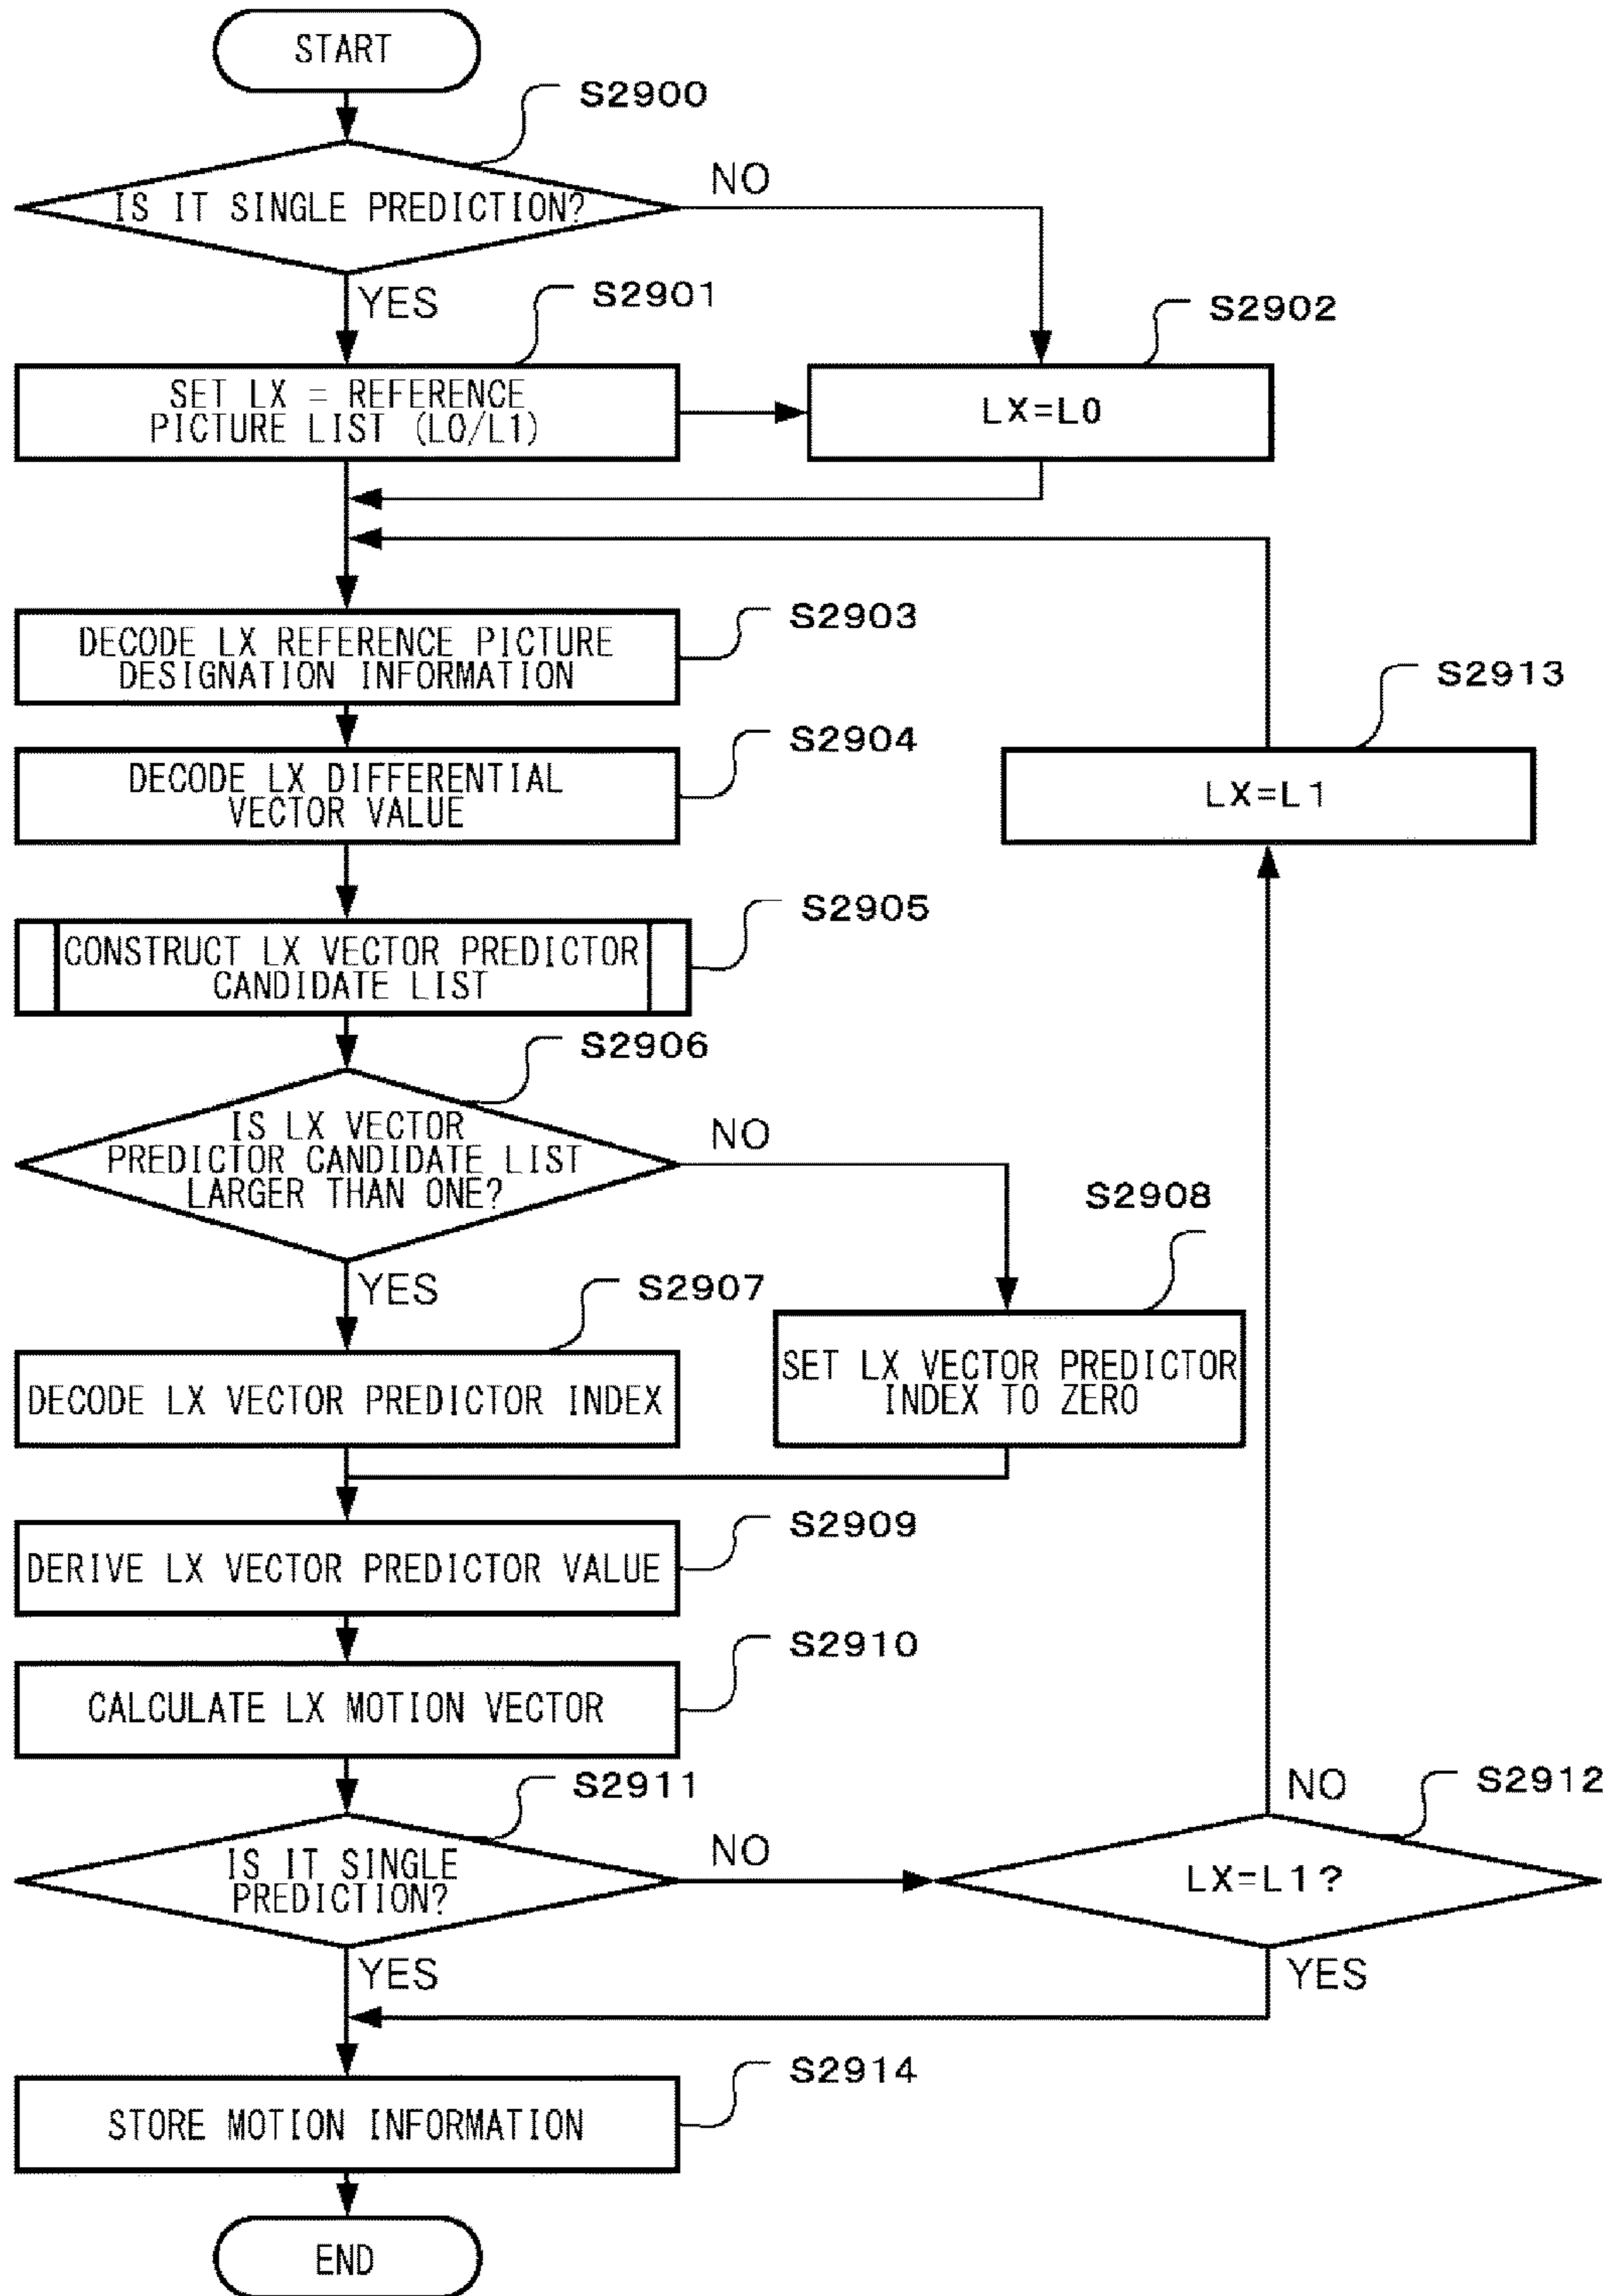 START
S2900
IS IT SINGLE PREDICTION?
NO
YES
S2901
S2902
SET LX = REFERENCE
PICTURE LIST (L0/L1)
LX=L0
DECODE LX REFERENCE PICTURE
DESIGNATION INFORMATION
S2903
S2913
DECODE LX DIFFERENTIAL
VECTOR VALUE
S2904
LX=L1
CONSTRUCT LX VECTOR PREDICTOR
CANDIDATE LIST
S2905
S2906
IS LX VECTOR
PREDICTOR CANDIDATE LIST
LARGER THAN ONE?
NO
YES
S2907
S2908
DECODE LX VECTOR PREDICTOR INDEX
SET LX VECTOR PREDICTOR
INDEX TO ZERO
DERIVE LX VECTOR PREDICTOR VALUE
S2909
CALCULATE LX MOTION VECTOR
S2910
S2911
IS IT SINGLE
PREDICTION?
NO
YES
NO
S2912
LX=L1?
YES
STORE MOTION INFORMATION
S2914
END